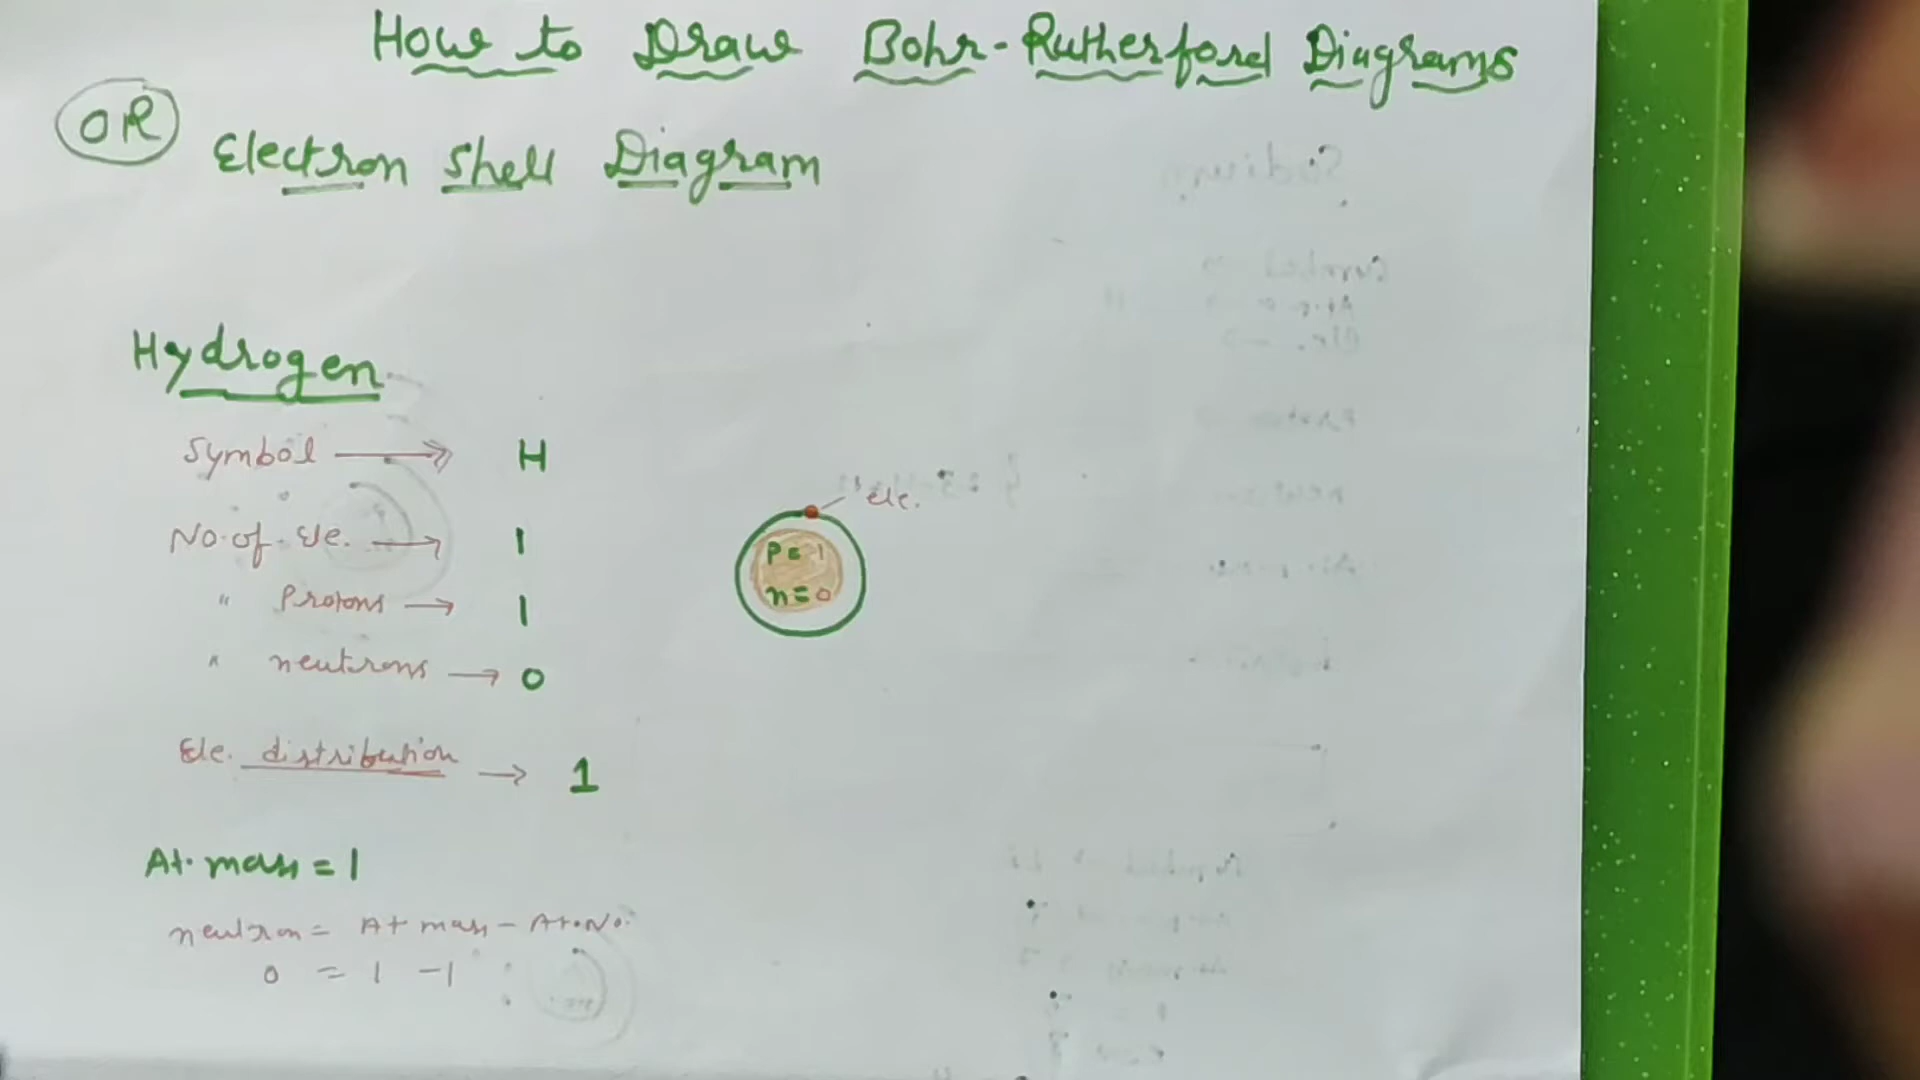 How to Draw Bohr-Rutherford Diagrams
OR Electron Shell Diagram
Hydrogen
Symbol → H
No. of Ele. → 1
" Protons → 1
" neutrons → 0
Ele. distribution → 1
At. mass = 1
neutron = At mass - At. No.
0 = 1 - 1
ele.
P = 1
n = 0